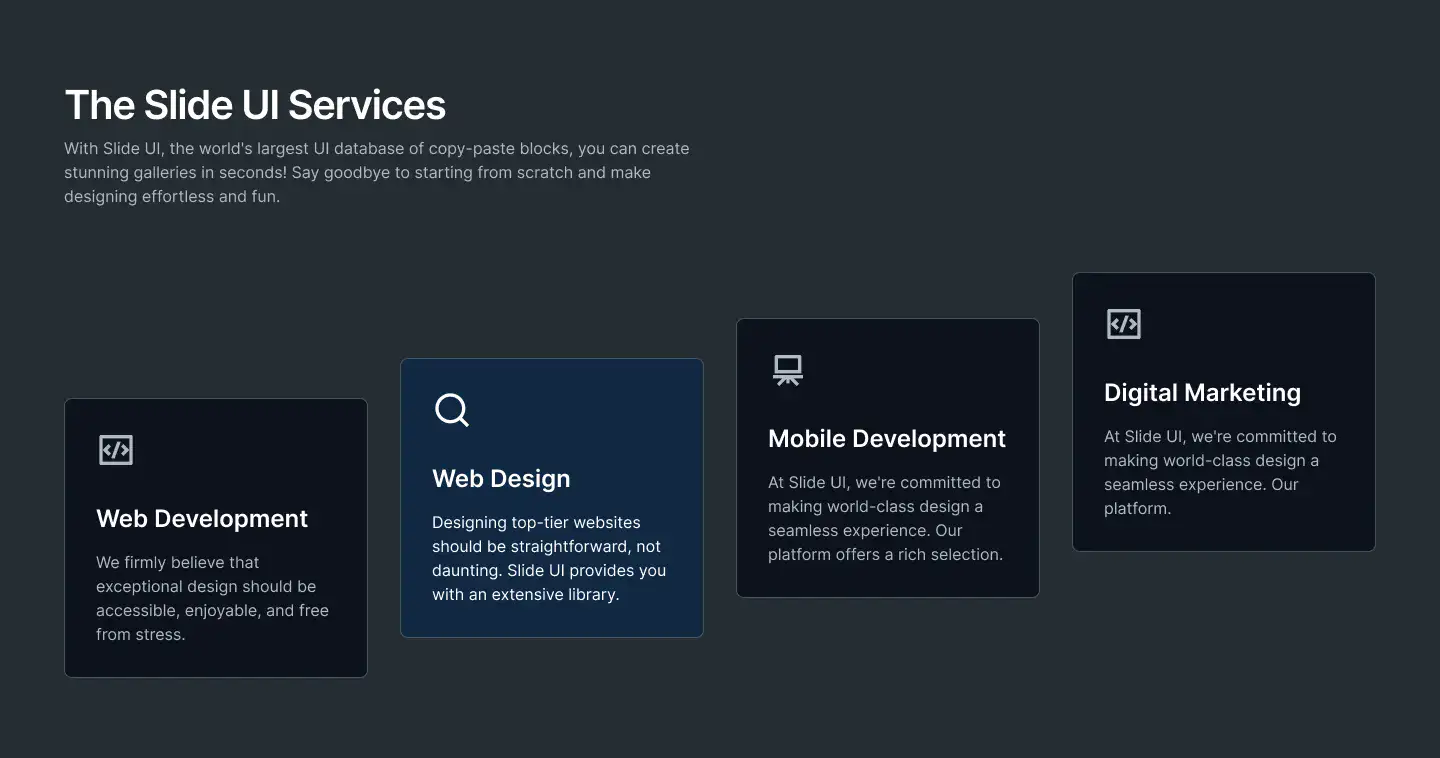 The Slide UI Services
With Slide UI, the world's largest UI database of copy-paste blocks, you can create
stunning galleries in seconds! Say goodbye to starting from scratch and make
designing effortless and fun.
Web Development
We firmly believe that
exceptional design should be
accessible, enjoyable, and free
from stress.
Web Design
Designing top-tier websites
should be straightforward, not
daunting. Slide UI provides you
with an extensive library.
Mobile Development
At Slide UI, we're committed to
making world-class design a
seamless experience. Our
platform offers a rich selection.
Digital Marketing
At Slide UI, we're committed to
making world-class design a
seamless experience. Our
platform.